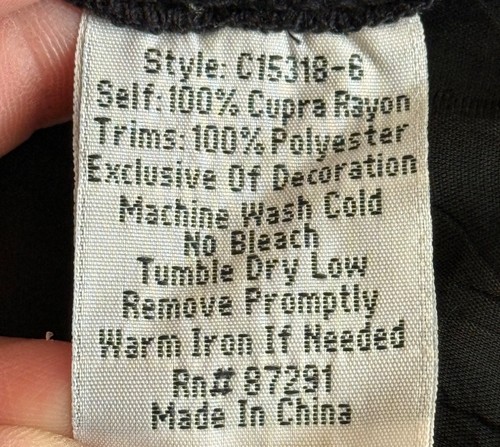 Style: C15318-6
Self:100% Cupra Rayon
Trims:100% Polyester
Exclusive Of Decoration
Machine Wash Cold
No Bleach
Tumble Dry Low
Remove Promptly
Warm Iron If Needed
Rn# 87291
Made In China